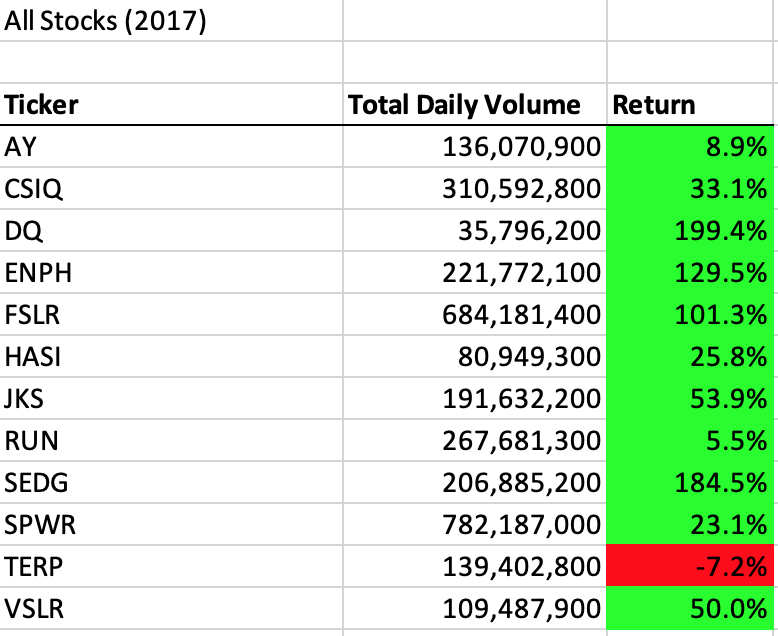 All Stocks (2017)
Ticker Total Daily Volume Return
AY 136,070,900 8.9%
CSIQ 310,592,800 33.1%
DQ 35,796,200 199.4%
ENPH 221,772,100 129.5%
FSLR 684,181,400 101.3%
HASI 80,949,300 25.8%
JKS 191,632,200 53.9%
RUN 267,681,300 5.5%
SEDG 206,885,200 184.5%
SPWR 782,187,000 23.1%
TERP 139,402,800 -7.2%
VSLR 109,487,900 50.0%